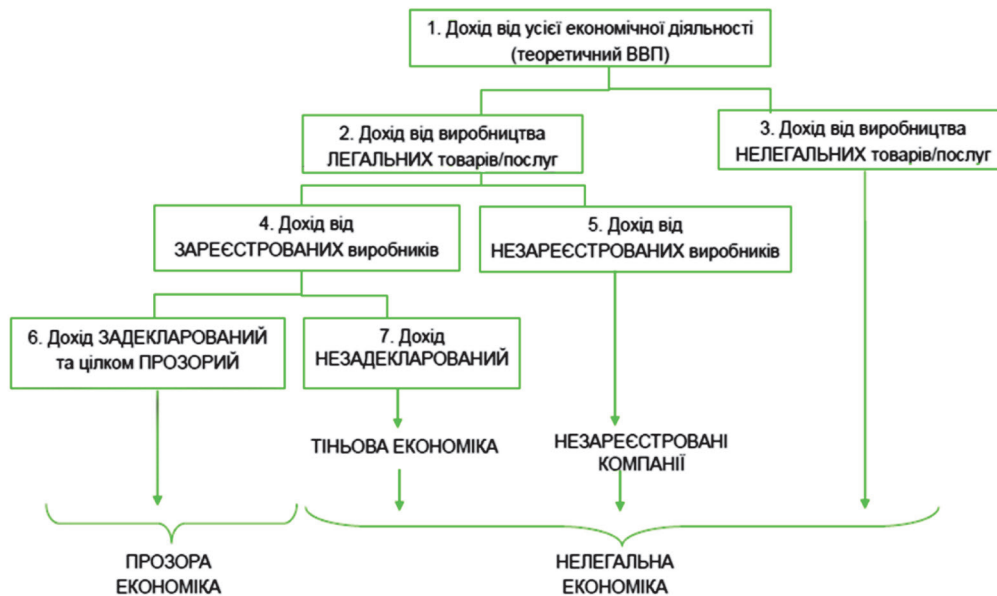 1. Дохід від усієї економічної діяльності
(теоретичний ВВП)
2. Дохід від виробництва
ЛЕГАЛЬНИХ товарів/послуг
3. Дохід від виробництва
НЕЛЕГАЛЬНИХ товарів/послуг
4. Дохід від
ЗАРЕЄСТРОВАНИХ виробників
5. Дохід від
НЕЗАРЕЄСТРОВАНИХ виробників
6. Дохід ЗАДЕКЛАРОВАНИЙ
та цілком ПРОЗОРИЙ
7. Дохід
НЕЗАДЕКЛАРОВАНИЙ
ТІНЬОВА ЕКОНОМІКА
НЕЗАРЕЄСТРОВАНІ
КОМПАНІЇ
ПРОЗОРА
ЕКОНОМІКА
НЕЛЕГАЛЬНА
ЕКОНОМІКА